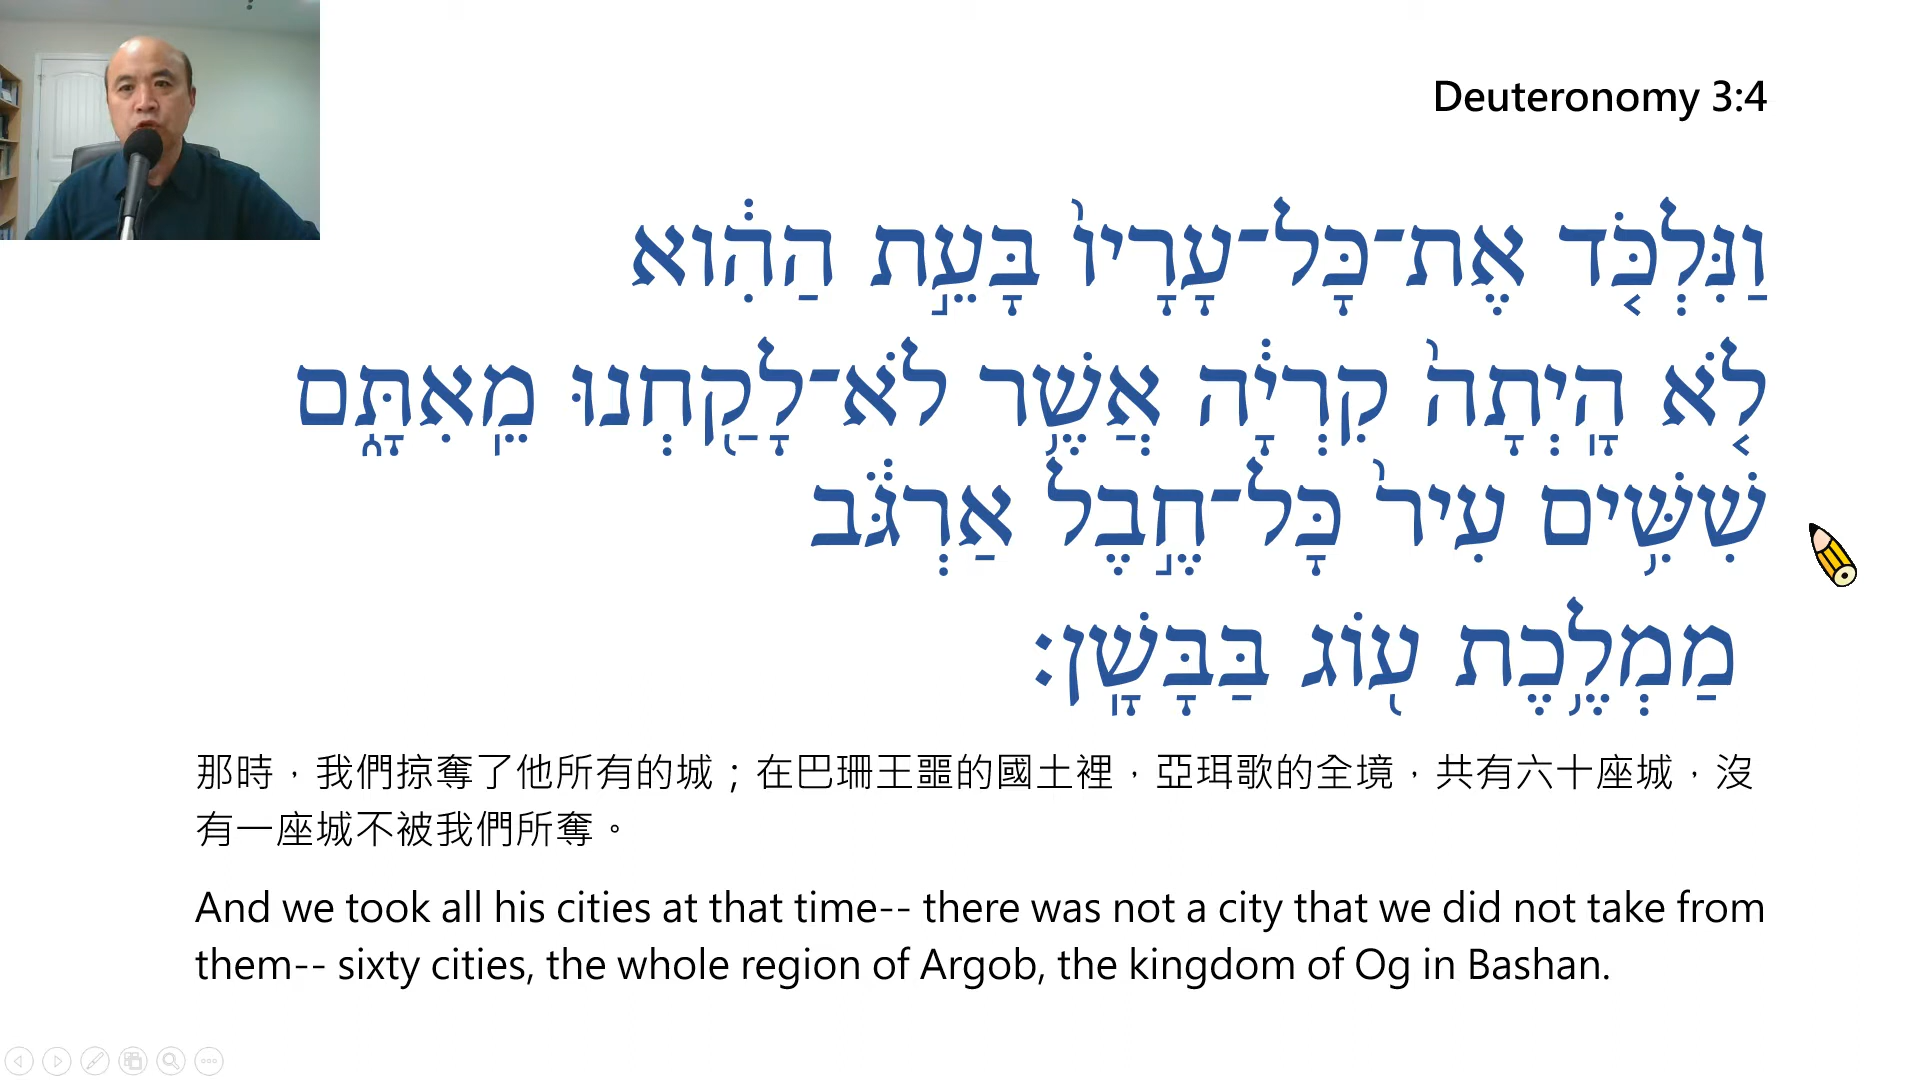 Deuteronomy 3:4
וַנִּלְכֹּ֤ד אֶת־כָּל־עָרָיו֙ בָּעֵ֣ת הַהִ֔וא
לֹ֤א הָֽיְתָה֙ קִרְיָ֔ה אֲשֶׁ֥ר לֹא־לָקַ֖חְנוּ מֵֽאִתָּ֑ם
שִׁשִּׁ֥ים עִיר֙ כָּל־חֶ֣בֶל אַרְגֹּ֔ב
מַמְלֶ֥כֶת ע֖וֹג בַּבָּשָֽׁן׃
那時，我們掠奪了他所有的城；在巴珊王噩的國土裡，亞珥歌的全境，共有六十座城，沒
有一座城不被我們所奪。
And we took all his cities at that time-- there was not a city that we did not take from
them-- sixty cities, the whole region of Argob, the kingdom of Og in Bashan.